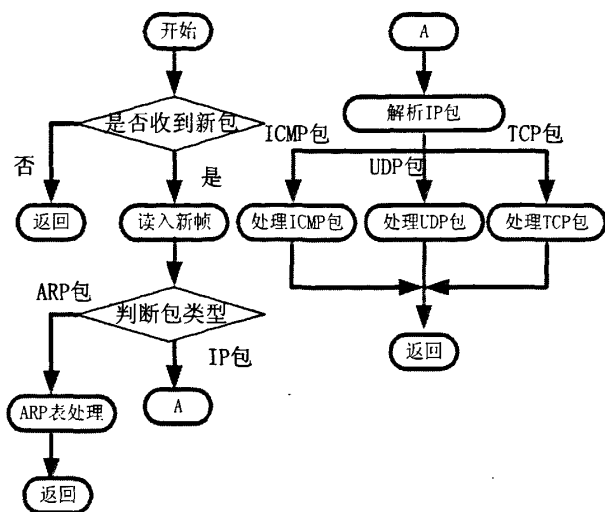 开始
是否收到新包
否
是
返回
读入新帧
ARP包
判断包类型
IP包
ARP表处理
A
返回
A
解析IP包
ICMP包
UDP包
TCP包
处理ICMP包
处理UDP包
处理TCP包
返回